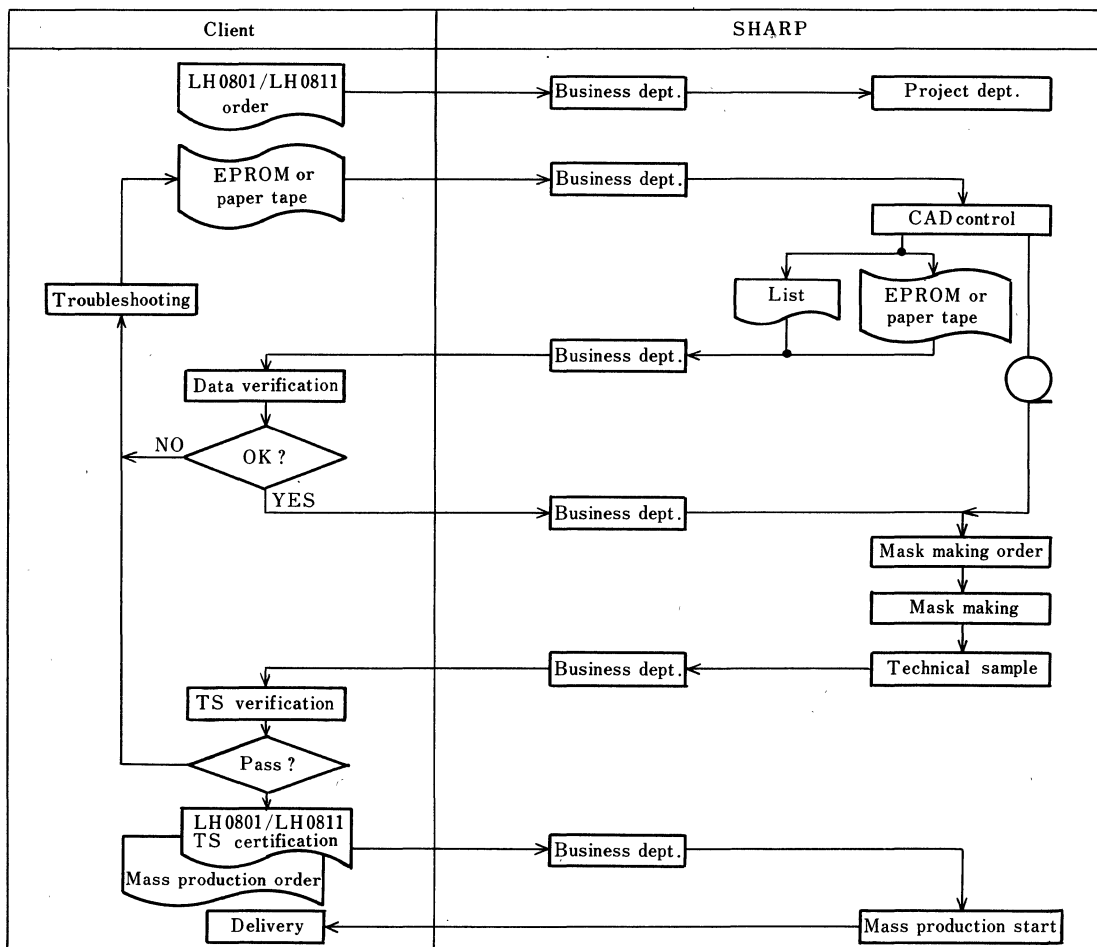 Client
SHARP
LH0801/LH0811
order
Business dept.
Project dept.
EPROM or
paper tape
Business dept.
CAD control
Troubleshooting
List
EPROM or
paper tape
Business dept.
Data verification
NO
OK ?
YES
Business dept.
Mask making order
Mask making
Business dept.
Technical sample
TS verification
Pass ?
LH0801/LH0811
TS certification
Business dept.
Mass production order
Delivery
Mass production start